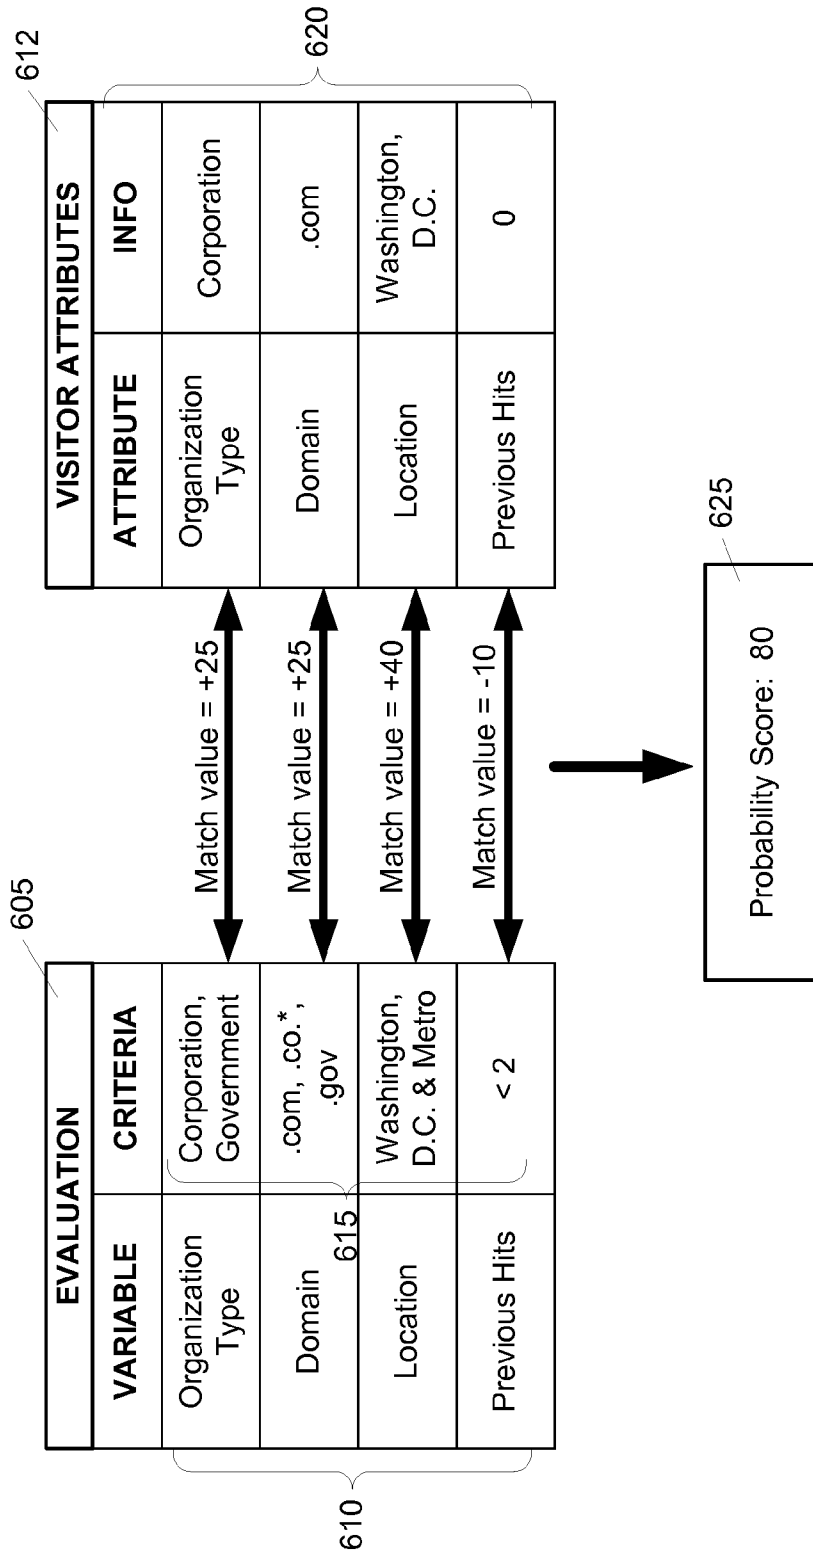 605
EVALUATION
VARIABLE
CRITERIA
Organization
Type
Corporation,
Government
Domain
.com, .co.* ,
.gov
Location
Washington,
D.C. & Metro
Previous Hits
< 2
610
615
Match value = +25
Match value = +25
Match value = +40
Match value = -10
612
VISITOR ATTRIBUTES
ATTRIBUTE
INFO
Organization
Type
Corporation
Domain
.com
Location
Washington,
D.C.
Previous Hits
0
620
625
Probability Score: 80